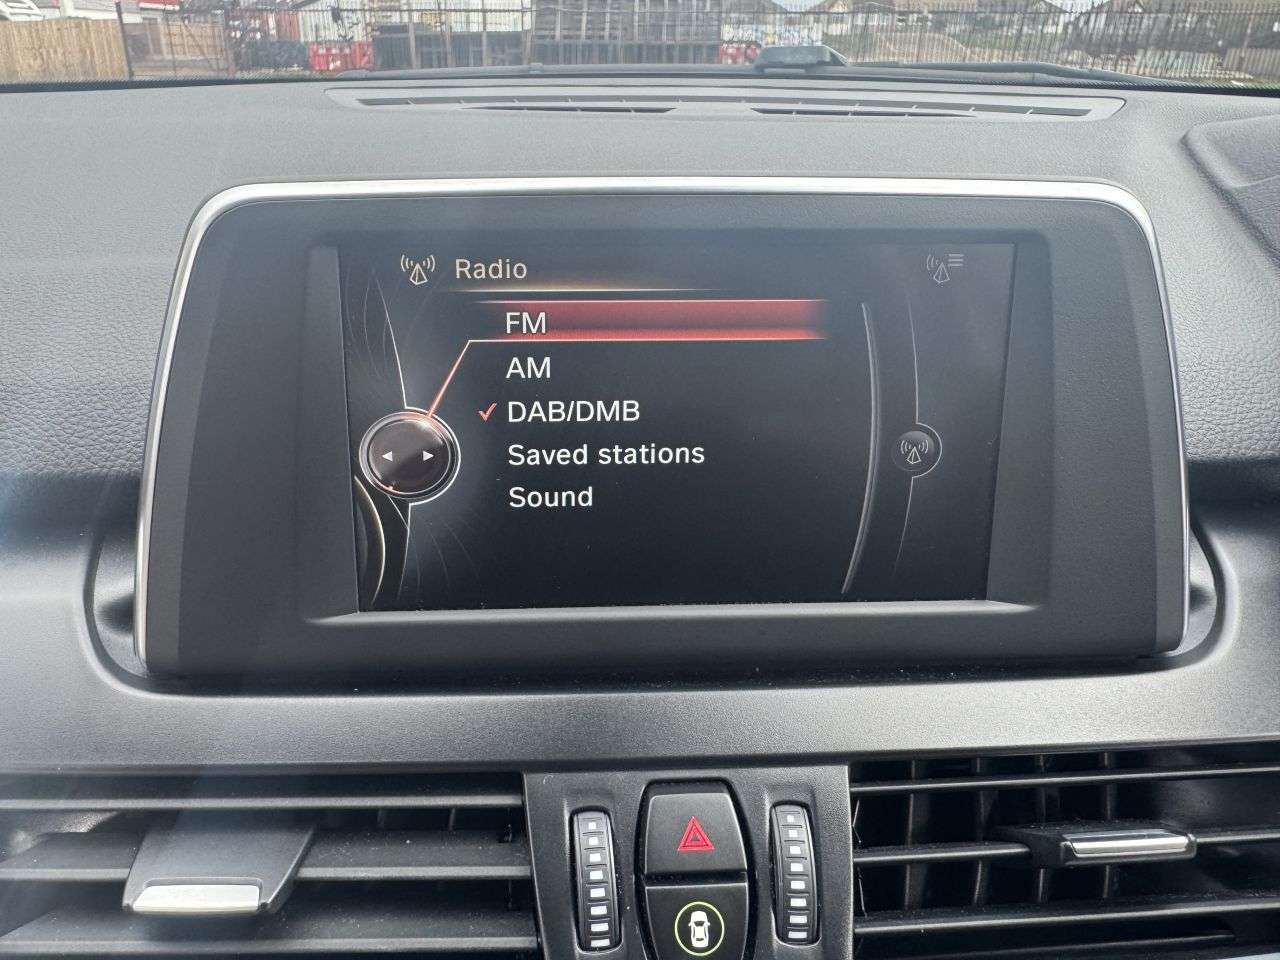 Radio
FM
AM
DAB/DMB
Saved stations
Sound